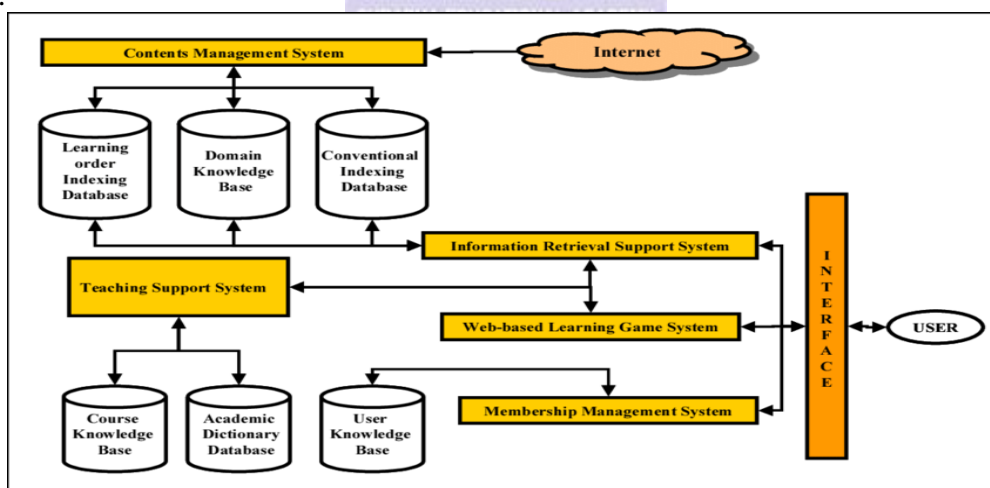 Contents Management System
Internet
Learning
order
Indexing
Database
Domain
Knowledge
Base
Conventional
Indexing
Database
Information Retrieval Support System
Teaching Support System
Web-based Learning Game System
INTERFACE
USER
Course
Knowledge
Base
Academic
Dictionary
Database
User
Knowledge
Base
Membership Management System